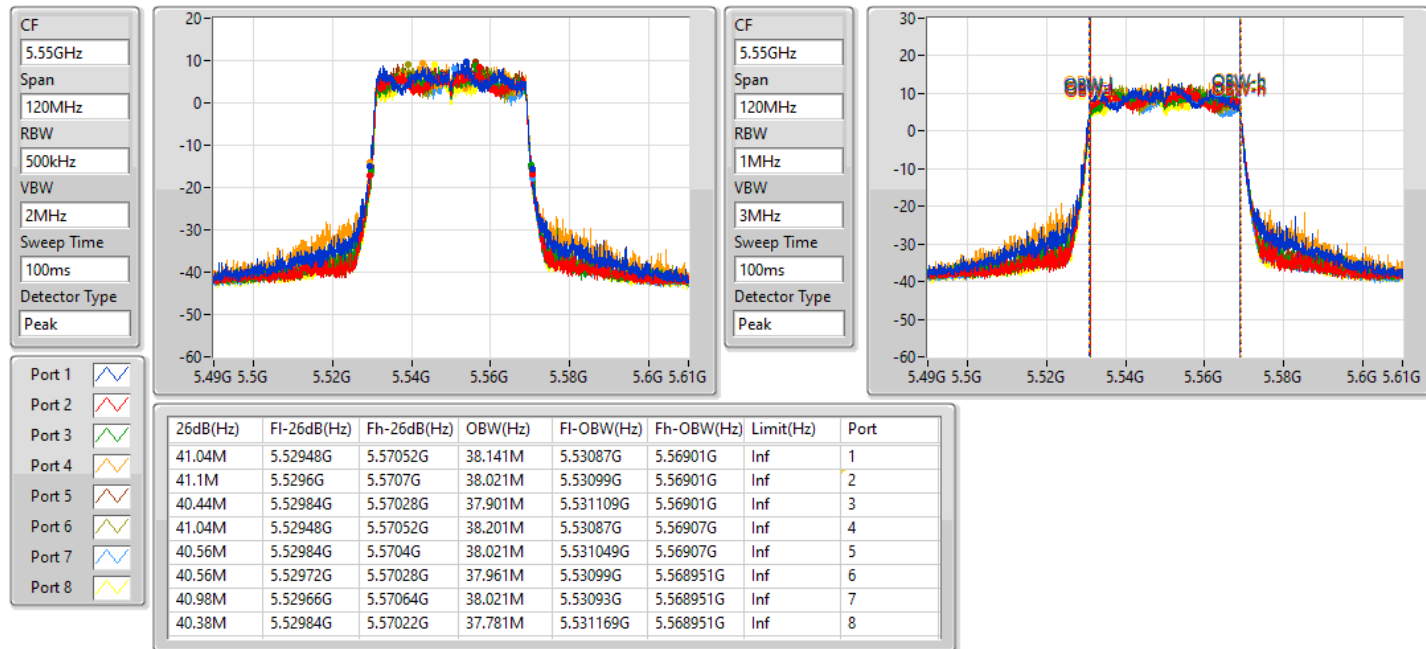 CF
5.55GHz
Span
120MHz
RBW
500kHz
VBW
2MHz
Sweep Time
100ms
Detector Type
Peak
20
10
0
-10
-20
-30
-40
-50
-60
5.49G 5.5G 5.52G 5.54G 5.56G 5.58G 5.6G 5.61G
CF
5.55GHz
Span
120MHz
RBW
1MHz
VBW
3MHz
Sweep Time
100ms
Detector Type
Peak
30
20
10
0
-10
-20
-30
-40
-50
-60
OBW-l OBW-h
5.49G 5.5G 5.52G 5.54G 5.56G 5.58G 5.6G 5.61G
Port 1
Port 2
Port 3
Port 4
Port 5
Port 6
Port 7
Port 8
26dB(Hz) Fl-26dB(Hz) Fh-26dB(Hz) OBW(Hz) Fl-OBW(Hz) Fh-OBW(Hz) Limit(Hz) Port
41.04M 5.52948G 5.57052G 38.141M 5.53087G 5.56901G Inf 1
41.1M 5.5296G 5.5707G 38.021M 5.53099G 5.56901G Inf 2
40.44M 5.52984G 5.57028G 37.901M 5.531109G 5.56901G Inf 3
41.04M 5.52948G 5.57052G 38.201M 5.53087G 5.56907G Inf 4
40.56M 5.52984G 5.5704G 38.021M 5.531049G 5.56907G Inf 5
40.56M 5.52972G 5.57028G 37.961M 5.53099G 5.568951G Inf 6
40.98M 5.52966G 5.57064G 38.021M 5.53093G 5.568951G Inf 7
40.38M 5.52984G 5.57022G 37.781M 5.531169G 5.568951G Inf 8